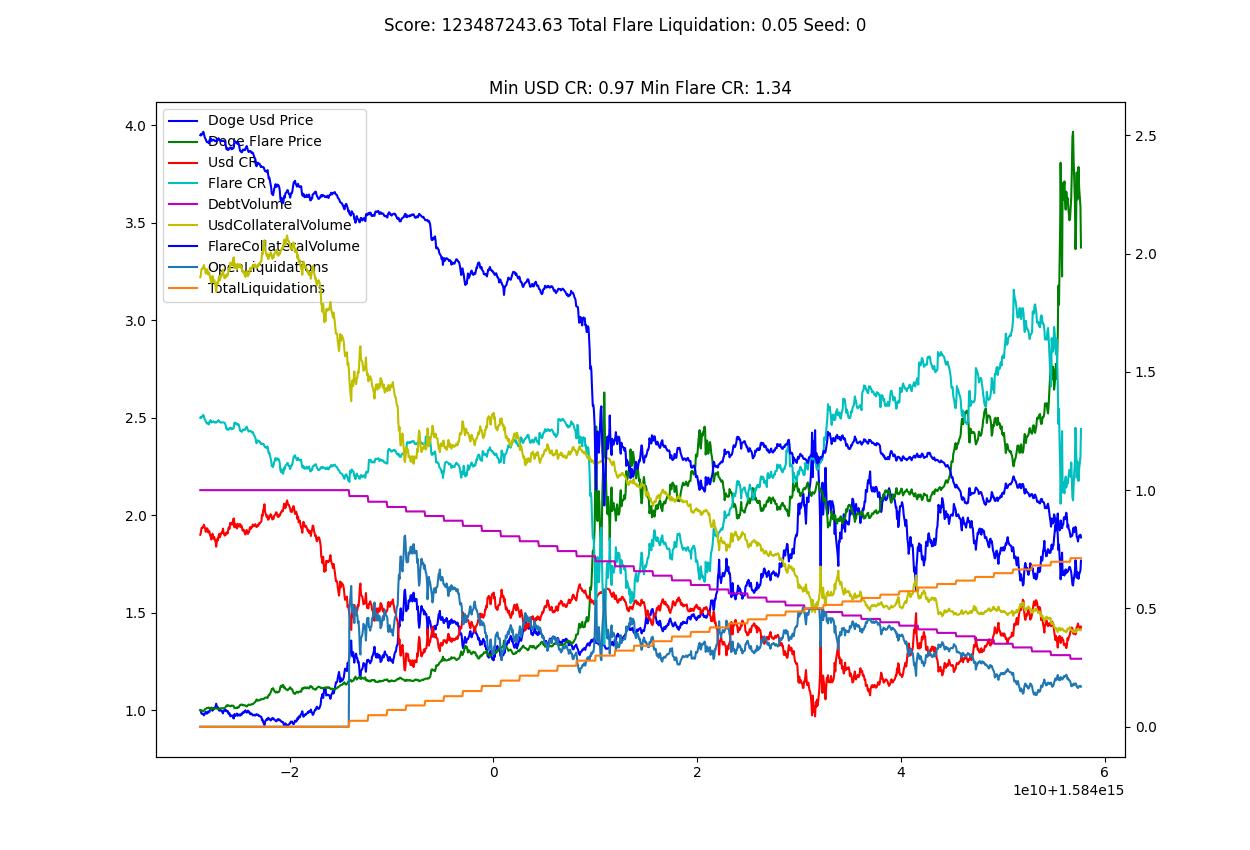 Score: 123487243.63 Total Flare Liquidation: 0.05 Seed: 0
Min USD CR: 0.97 Min Flare CR: 1.34
Doge Usd Price
Doge Flare Price
Usd CR
Flare CR
DebtVolume
UsdCollateralVolume
FlareCollateralVolume
OpenLiquidations
TotalLiquidations
4.0
3.5
3.0
2.5
2.0
1.5
1.0
2.5
2.0
1.5
1.0
0.5
0.0
−2
0
2
4
6
1e10+1.584e15